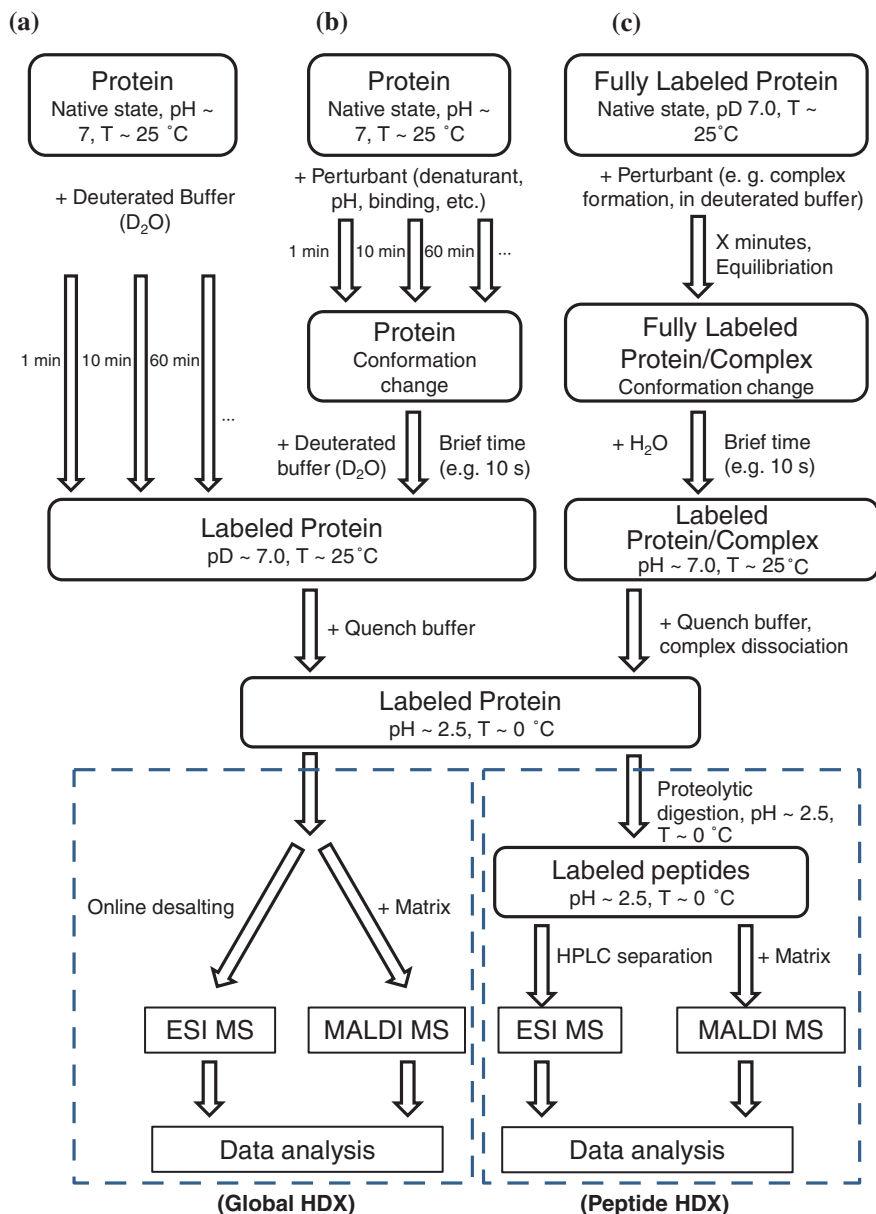 (a)
(b)
(c)
Protein
Native state, pH ~
7, T ~ 25 ˚C
Protein
Native state, pH ~
7, T ~ 25 ˚C
Fully Labeled Protein
Native state, pD 7.0, T ~
25˚C
+ Deuterated Buffer
(D₂O)
+ Perturbant (denaturant,
pH, binding, etc.)
+ Perturbant (e. g. complex
formation, in deuterated buffer)
1 min
10 min
60 min
...
X minutes,
Equilibriation
1 min
10 min
60 min
...
Protein
Conformation
change
Fully Labeled
Protein/Complex
Conformation change
+ Deuterated
buffer (D₂O)
Brief time
(e.g. 10 s)
+ H₂O
Brief time
(e.g. 10 s)
Labeled Protein
pD ~ 7.0, T ~ 25˚C
Labeled
Protein/Complex
pH ~ 7.0, T ~ 25˚C
+ Quench buffer
+ Quench buffer,
complex dissociation
Labeled Protein
pH ~ 2.5, T ~ 0 ˚C
Proteolytic
digestion, pH ~ 2.5,
T ~ 0 ˚C
Labeled peptides
pH ~ 2.5, T ~ 0 ˚C
Online desalting
+ Matrix
HPLC separation
+ Matrix
ESI MS
MALDI MS
ESI MS
MALDI MS
Data analysis
Data analysis
(Global HDX)
(Peptide HDX)